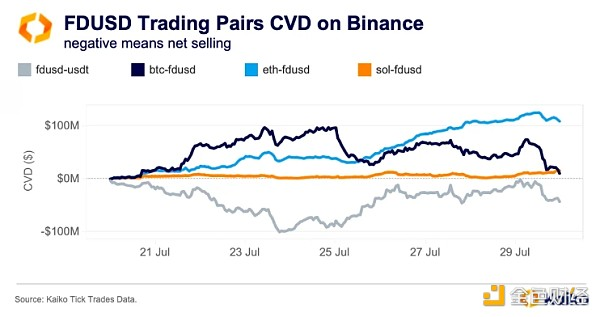 FDUSD Trading Pairs CVD on Binance
negative means net selling
fdusd-usdt btc-fdusd eth-fdusd sol-fdusd
CVD ($)
$100M
$0M
-$100M
21 Jul 23 Jul 25 Jul 27 Jul 29 Jul
Source: Kaiko Tick Trades Data.
金色财经